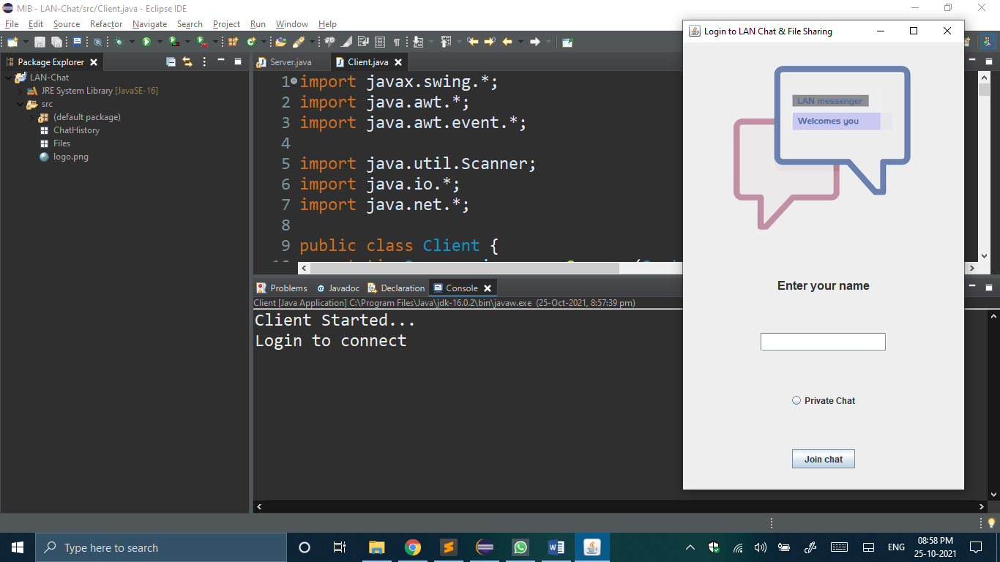 MIB - LAN-Chat/src/Client.java - Eclipse IDE
File Edit Source Refactor Navigate Search Project Run Window Help
Package Explorer
LAN-Chat
JRE System Library [JavaSE-16]
src
(default package)
ChatHistory
Files
logo.png
Server.java Client.java
1 import javax.swing.*;
2 import java.awt.*;
3 import java.awt.event.*;
4
5 import java.util.Scanner;
6 import java.io.*;
7 import java.net.*;
8
9 public class Client {
Problems Javadoc Declaration Console
Client [Java Application] C:\Program Files\Java\jdk-16.0.2\bin\javaw.exe (25-Oct-2021, 8:57:39 pm)
Client Started...
Login to connect
Login to LAN Chat & File Sharing
LAN messenger
Welcomes you
Enter your name
Private Chat
Join chat
Type here to search
ENG
08:58 PM
25-10-2021